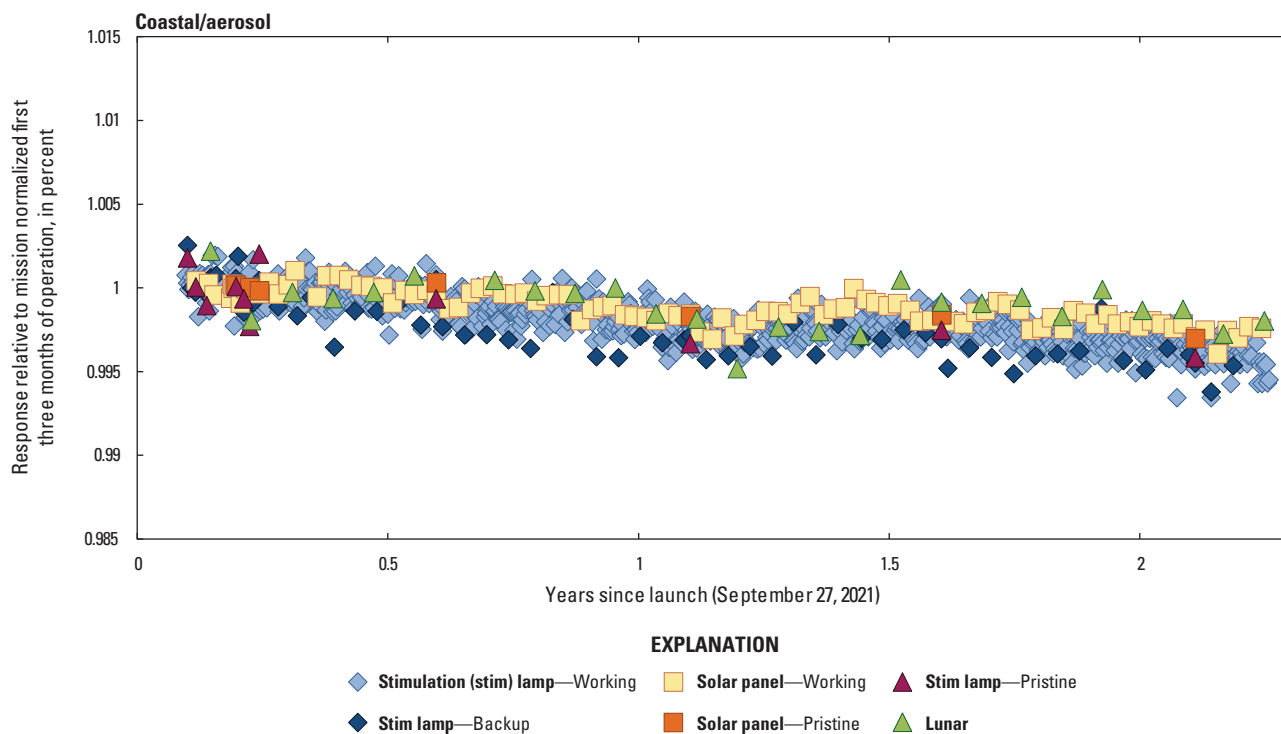 Coastal/aerosol
Response relative to mission normalized first
three months of operation, in percent
1.015
1.01
1.005
1
0.995
0.99
0.985
0
0.5
1
1.5
2
Years since launch (September 27, 2021)
EXPLANATION
Stimulation (stim) lamp—Working
Solar panel—Working
Stim lamp—Pristine
Stim lamp—Backup
Solar panel—Pristine
Lunar